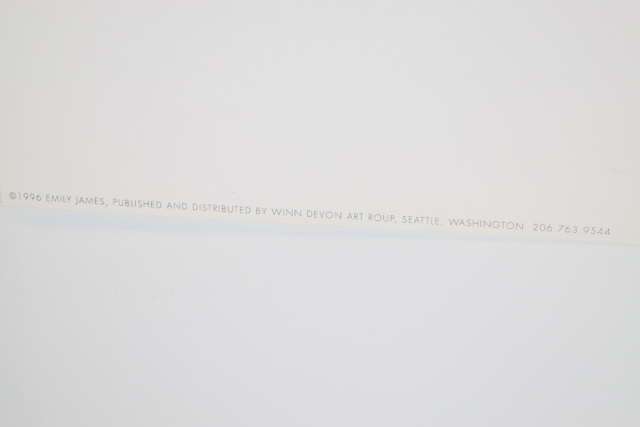 ©1996 EMILY JAMES, PUBLISHED AND DISTRIBUTED BY WINN DEVON ART ROUP, SEATTLE, WASHINGTON 206.763.9544